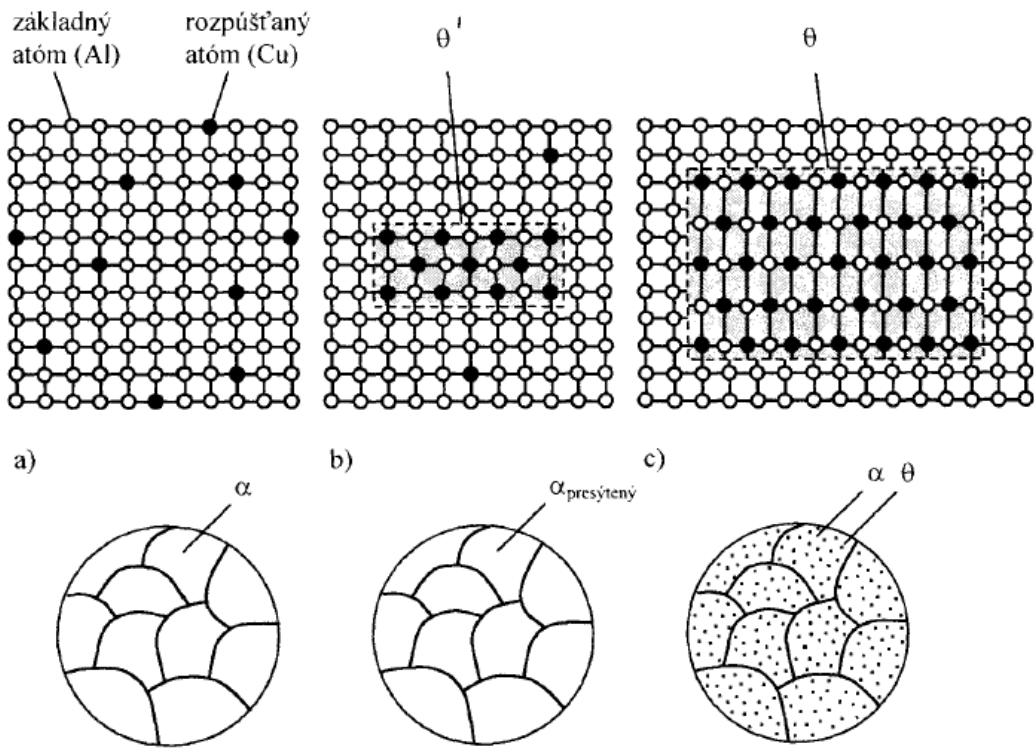 základný
atóm (Al)
rozpúšťaný
atóm (Cu)
θ'
θ
a)
b)
c)
α
αpresýtený
α θ